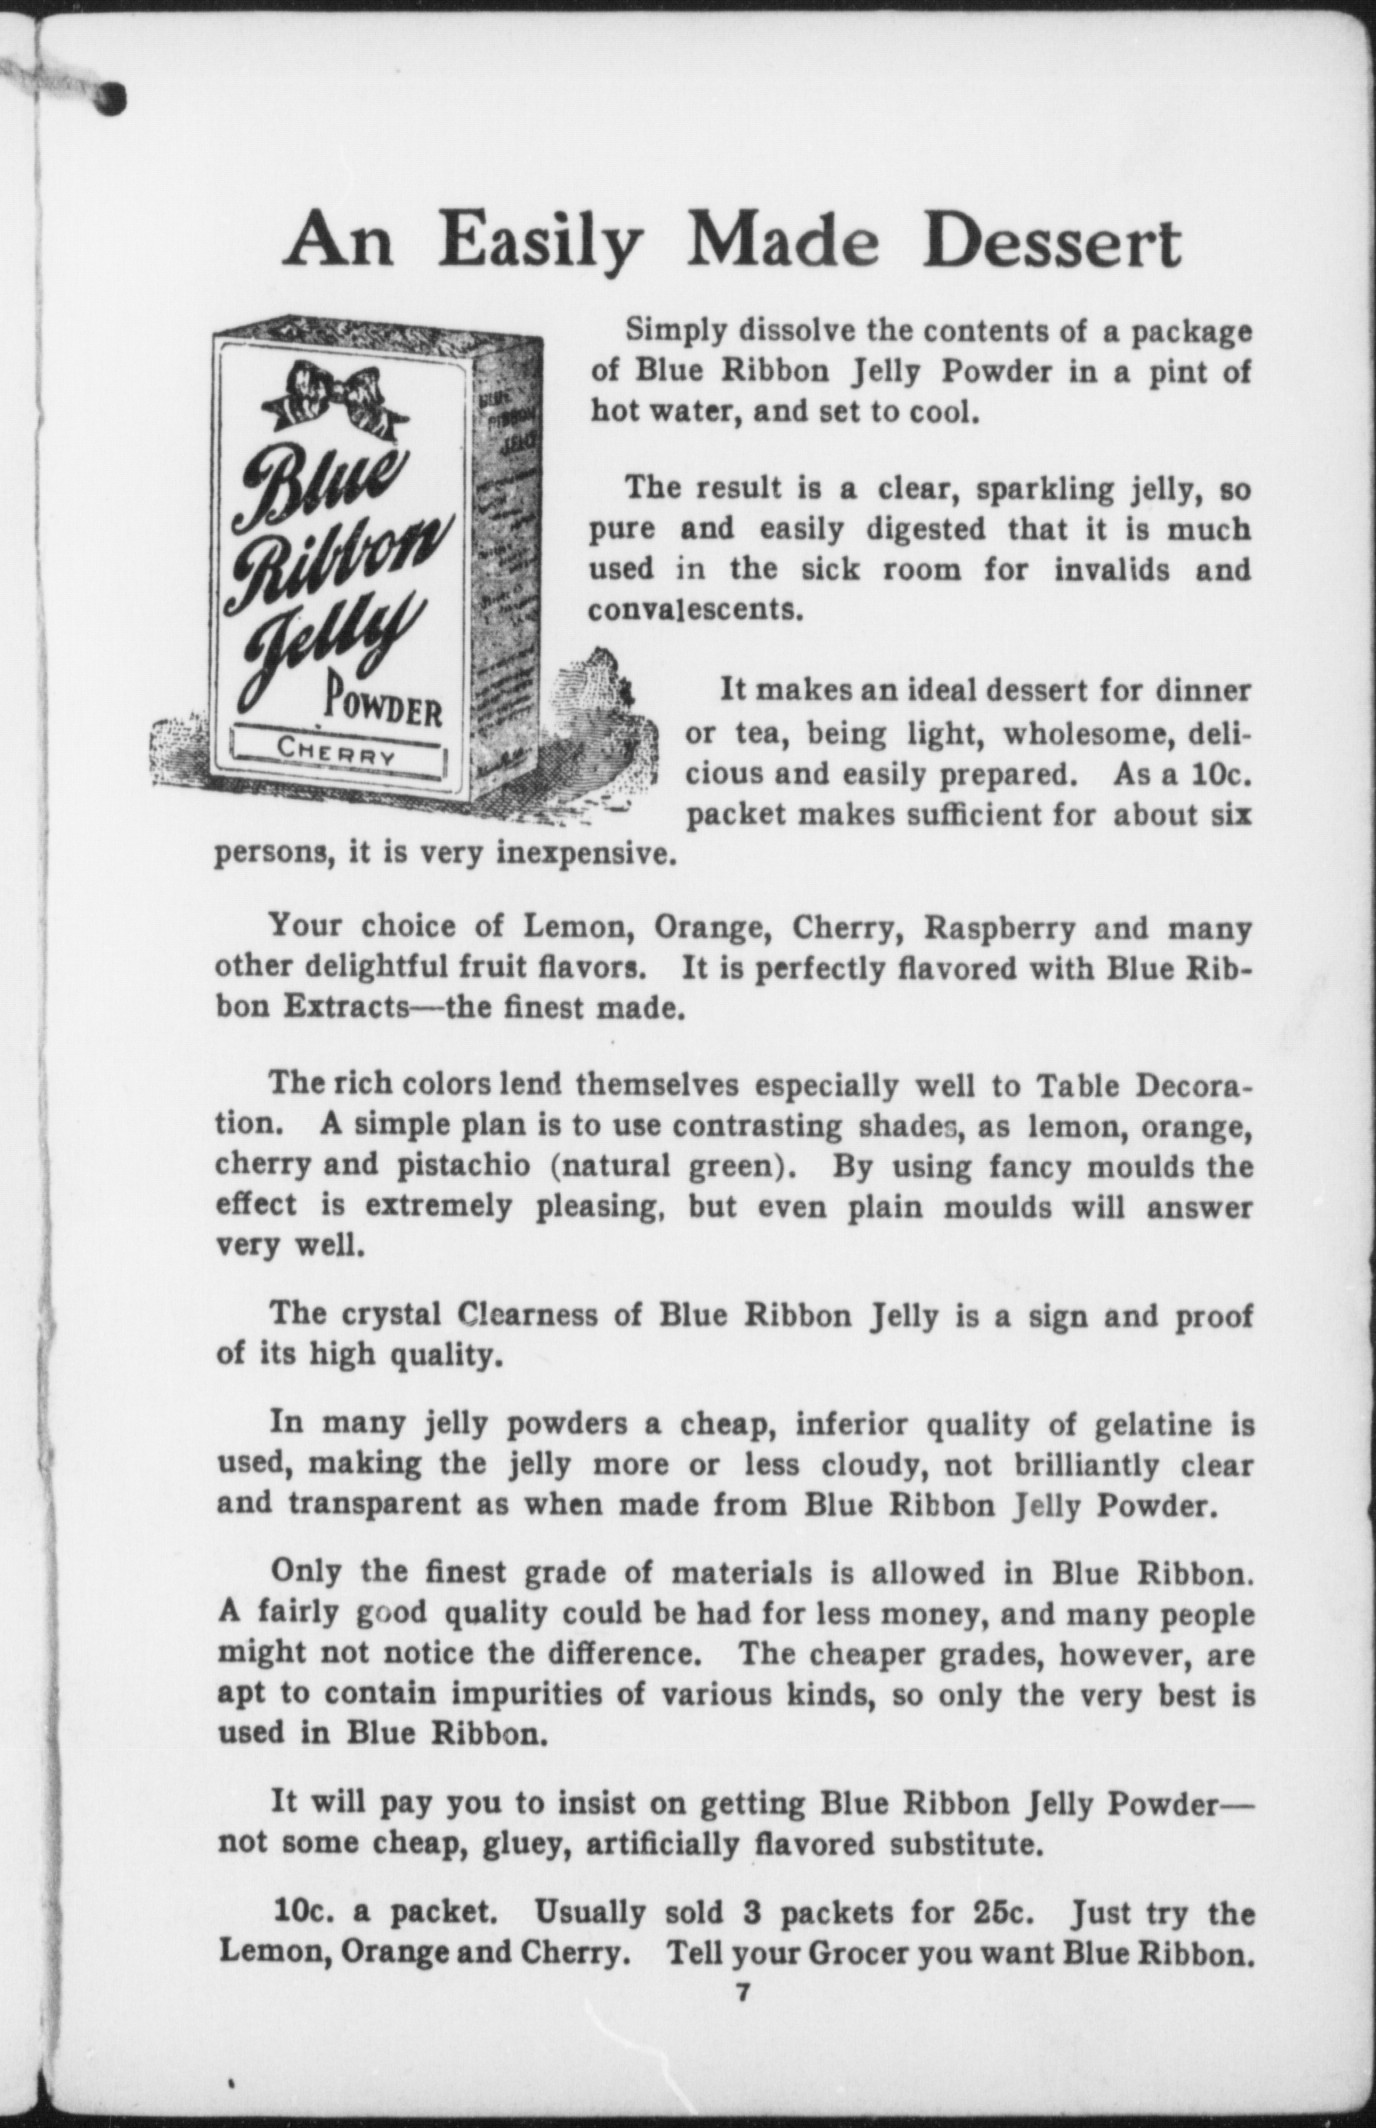 An Easily Made Dessert
Blue
Ribbon
Jelly
POWDER
CHERRY
BLUE
RIBBON
JELLY
Simply dissolve the contents of a package
of Blue Ribbon Jelly Powder in a pint of
hot water, and set to cool.
The result is a clear, sparkling jelly, so
pure and easily digested that it is much
used in the sick room for invalids and
convalescents.
It makes an ideal dessert for dinner
or tea, being light, wholesome, deli-
cious and easily prepared. As a 10c.
packet makes sufficient for about six
persons, it is very inexpensive.
Your choice of Lemon, Orange, Cherry, Raspberry and many
other delightful fruit flavors. It is perfectly flavored with Blue Rib-
bon Extracts—the finest made.
The rich colors lend themselves especially well to Table Decora-
tion. A simple plan is to use contrasting shades, as lemon, orange,
cherry and pistachio (natural green). By using fancy moulds the
effect is extremely pleasing, but even plain moulds will answer
very well.
The crystal Clearness of Blue Ribbon Jelly is a sign and proof
of its high quality.
In many jelly powders a cheap, inferior quality of gelatine is
used, making the jelly more or less cloudy, not brilliantly clear
and transparent as when made from Blue Ribbon Jelly Powder.
Only the finest grade of materials is allowed in Blue Ribbon.
A fairly good quality could be had for less money, and many people
might not notice the difference. The cheaper grades, however, are
apt to contain impurities of various kinds, so only the very best is
used in Blue Ribbon.
It will pay you to insist on getting Blue Ribbon Jelly Powder—
not some cheap, gluey, artificially flavored substitute.
10c. a packet. Usually sold 3 packets for 25c. Just try the
Lemon, Orange and Cherry. Tell your Grocer you want Blue Ribbon.
7